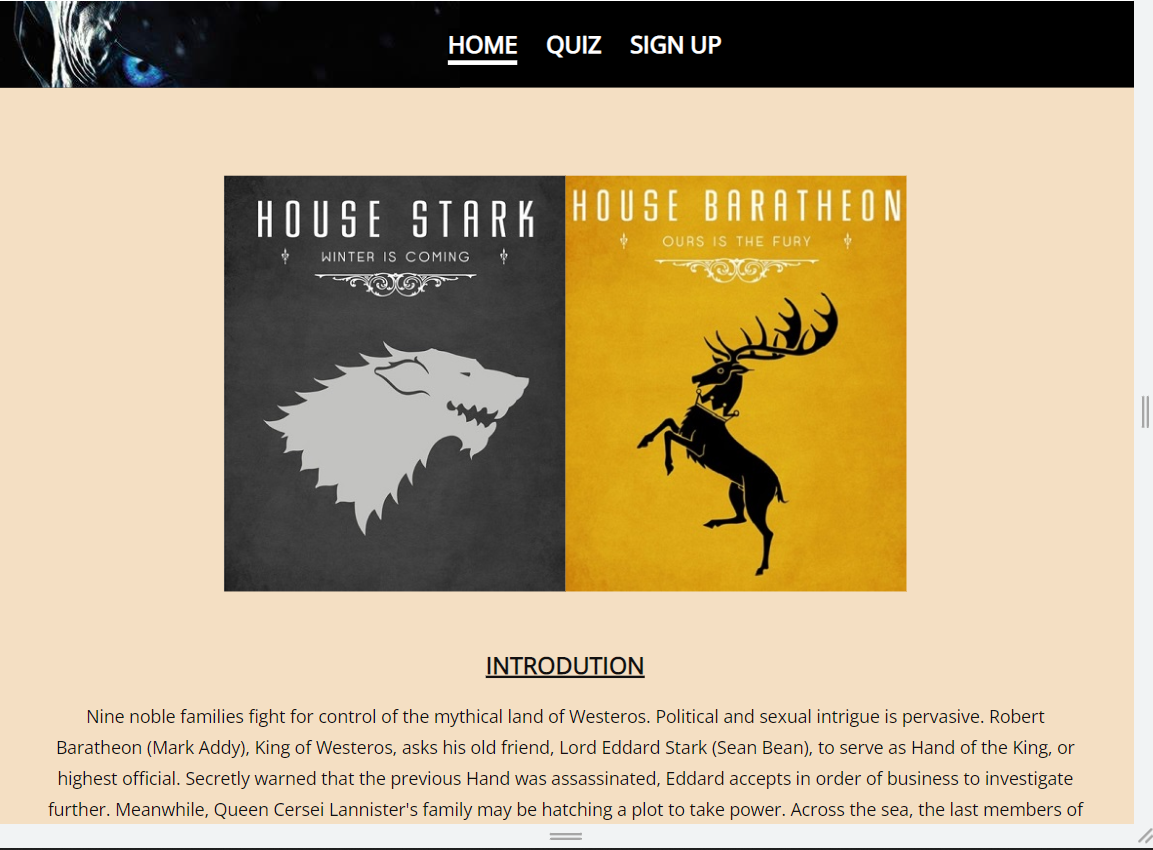 HOME QUIZ SIGN UP
HOUSE STARK
WINTER IS COMING
HOUSE BARATHEON
OURS IS THE FURY
INTRODUTION
Nine noble families fight for control of the mythical land of Westeros. Political and sexual intrigue is pervasive. Robert
Baratheon (Mark Addy), King of Westeros, asks his old friend, Lord Eddard Stark (Sean Bean), to serve as Hand of the King, or
highest official. Secretly warned that the previous Hand was assassinated, Eddard accepts in order of business to investigate
further. Meanwhile, Queen Cersei Lannister's family may be hatching a plot to take power. Across the sea, the last members of